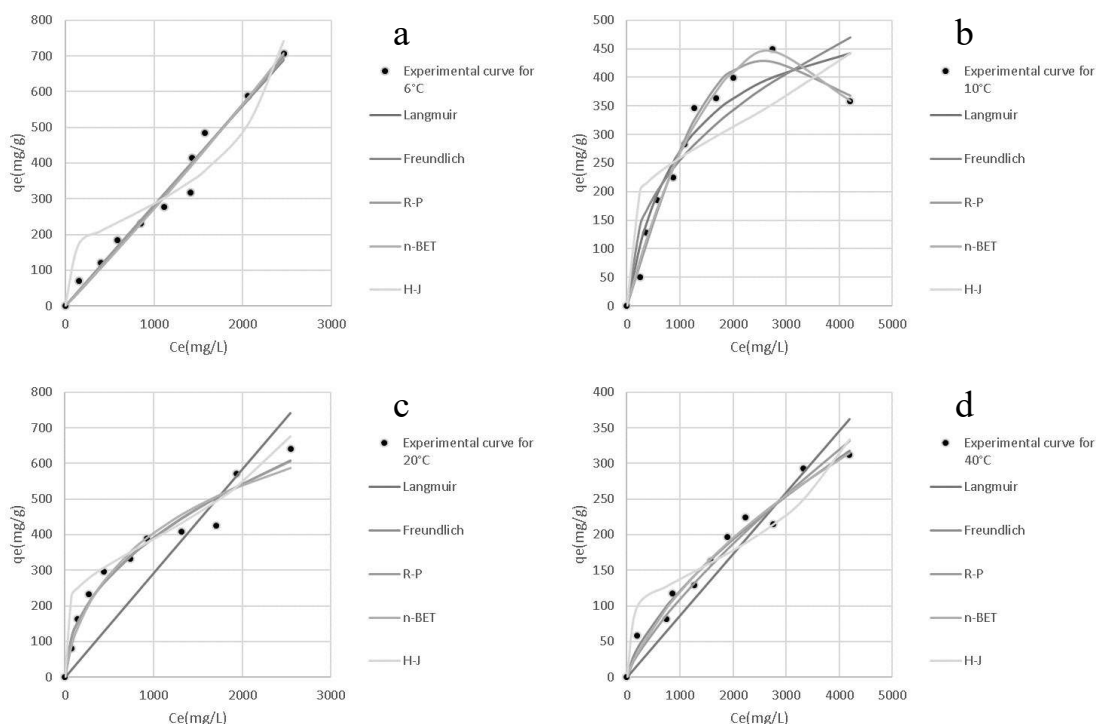 a
800
700
600
500
400
300
200
100
0
qe(mg/g)
0 1000 2000 3000
Ce(mg/L)
Experimental curve for
6°C
Langmuir
Freundlich
R-P
n-BET
H-J
b
500
450
400
350
300
250
200
150
100
50
0
qe(mg/g)
0 1000 2000 3000 4000 5000
Ce(mg/L)
Experimental curve for
10°C
Langmuir
Freundlich
R-P
n-BET
H-J
c
800
700
600
500
400
300
200
100
0
qe(mg/g)
0 1000 2000 3000
Ce(mg/L)
Experimental curve for
20°C
Langmuir
Freundlich
R-P
n-BET
H-J
d
400
350
300
250
200
150
100
50
0
qe(mg/g)
0 1000 2000 3000 4000 5000
Ce(mg/L)
Experimental curve for
40°C
Langmuir
Freundlich
R-P
n-BET
H-J